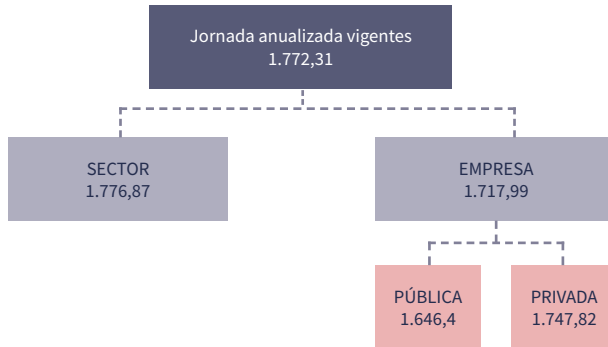 Jornada anualizada vigentes
1.772,31
SECTOR
1.776,87
EMPRESA
1.717,99
PÚBLICA
1.646,4
PRIVADA
1.747,82